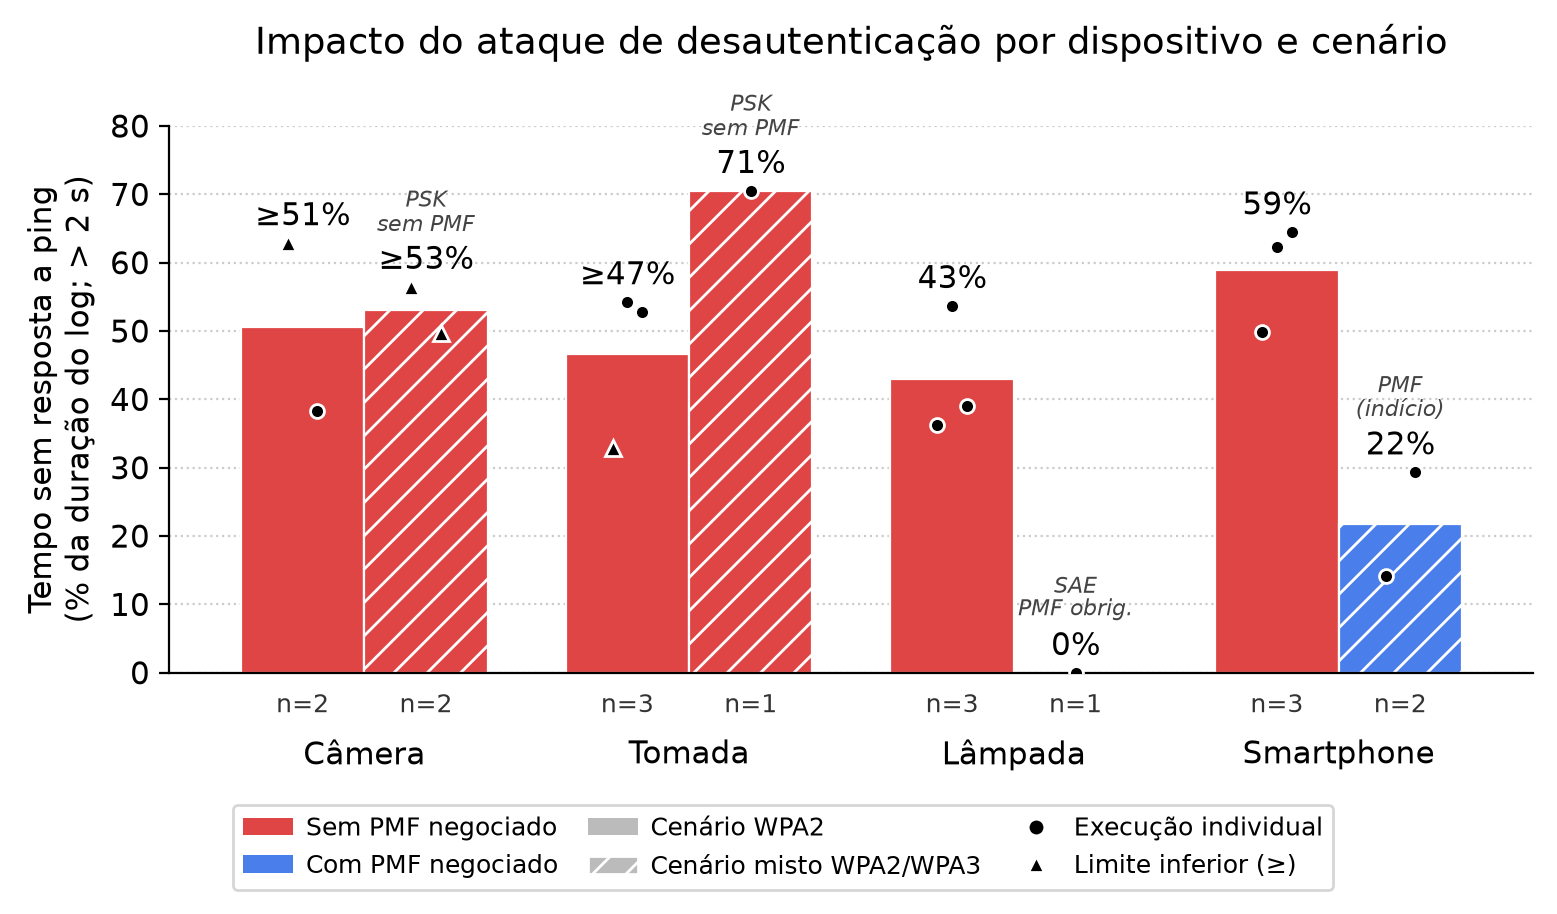 Impacto do ataque de desautenticação por dispositivo e cenário
Tempo sem resposta a ping
(% da duração do log; > 2 s)
80
70
60
50
40
30
20
10
0
≥51%
PSK
sem PMF
≥53%
≥47%
PSK
sem PMF
71%
43%
SAE
PMF obrig.
0%
59%
PMF
(indício)
22%
n=2
n=2
n=3
n=1
n=3
n=1
n=3
n=2
Câmera
Tomada
Lâmpada
Smartphone
Sem PMF negociado
Com PMF negociado
Cenário WPA2
Cenário misto WPA2/WPA3
Execução individual
Limite inferior (≥)